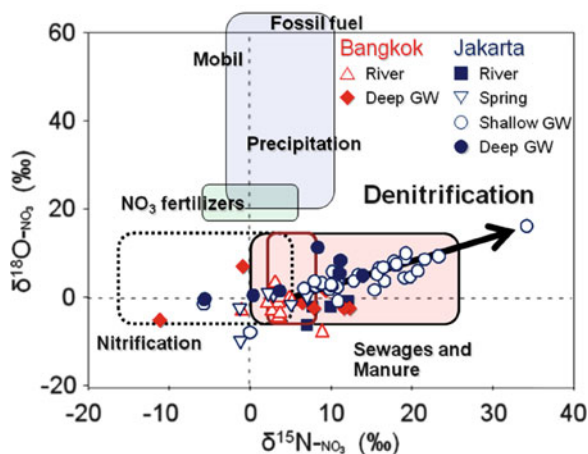 Fossil fuel
Mobil
Precipitation
NO₃ fertilizers
Bangkok
River
Deep GW
Jakarta
River
Spring
Shallow GW
Deep GW
Denitrification
Nitrification
Sewages and
Manure
60
40
20
0
-20
-10
0
10
20
30
40
δ¹⁸O-NO₃ (‰)
δ¹⁵N-NO₃ (‰)